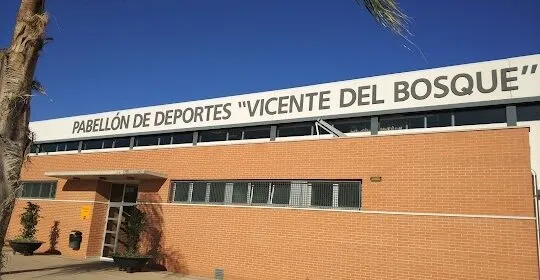 PABELLÓN DE DEPORTES "VICENTE DEL BOSQUE"